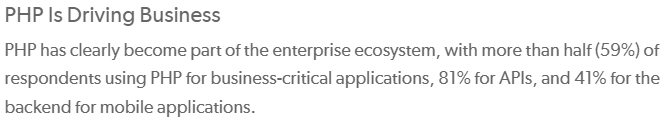 PHP Is Driving Business
PHP has clearly become part of the enterprise ecosystem, with more than half (59%) of
respondents using PHP for business-critical applications, 81% for APIs, and 41% for the
backend for mobile applications.